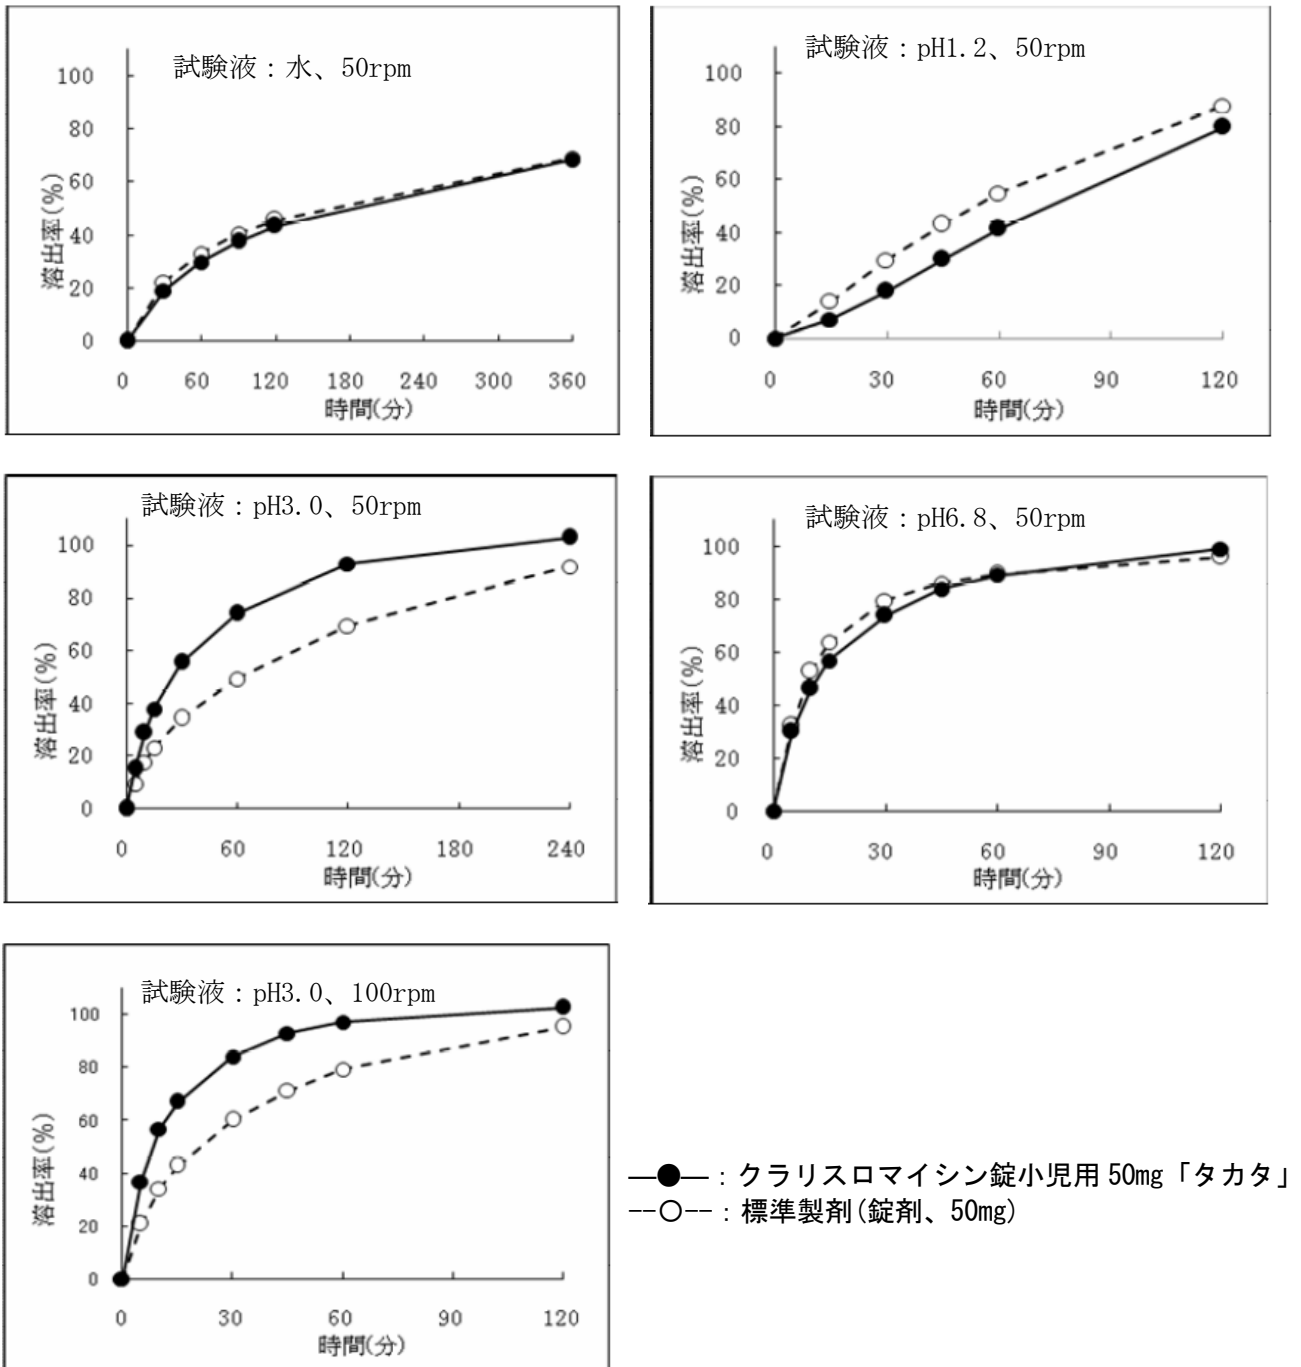 試験液：水、50rpm
100
80
60
40
20
0
溶出率(%)
0 60 120 180 240 300 360
時間(分)
試験液：pH1.2、50rpm
100
80
60
40
20
0
溶出率(%)
0 30 60 90 120
時間(分)
試験液：pH3.0、50rpm
100
80
60
40
20
0
溶出率(%)
0 60 120 180 240
時間(分)
試験液：pH6.8、50rpm
100
80
60
40
20
0
溶出率(%)
0 30 60 90 120
時間(分)
試験液：pH3.0、100rpm
100
80
60
40
20
0
溶出率(%)
0 30 60 90 120
時間(分)
―●―：クラリスロマイシン錠小児用 50mg「タカタ」
--○--：標準製剤(錠剤、50mg)